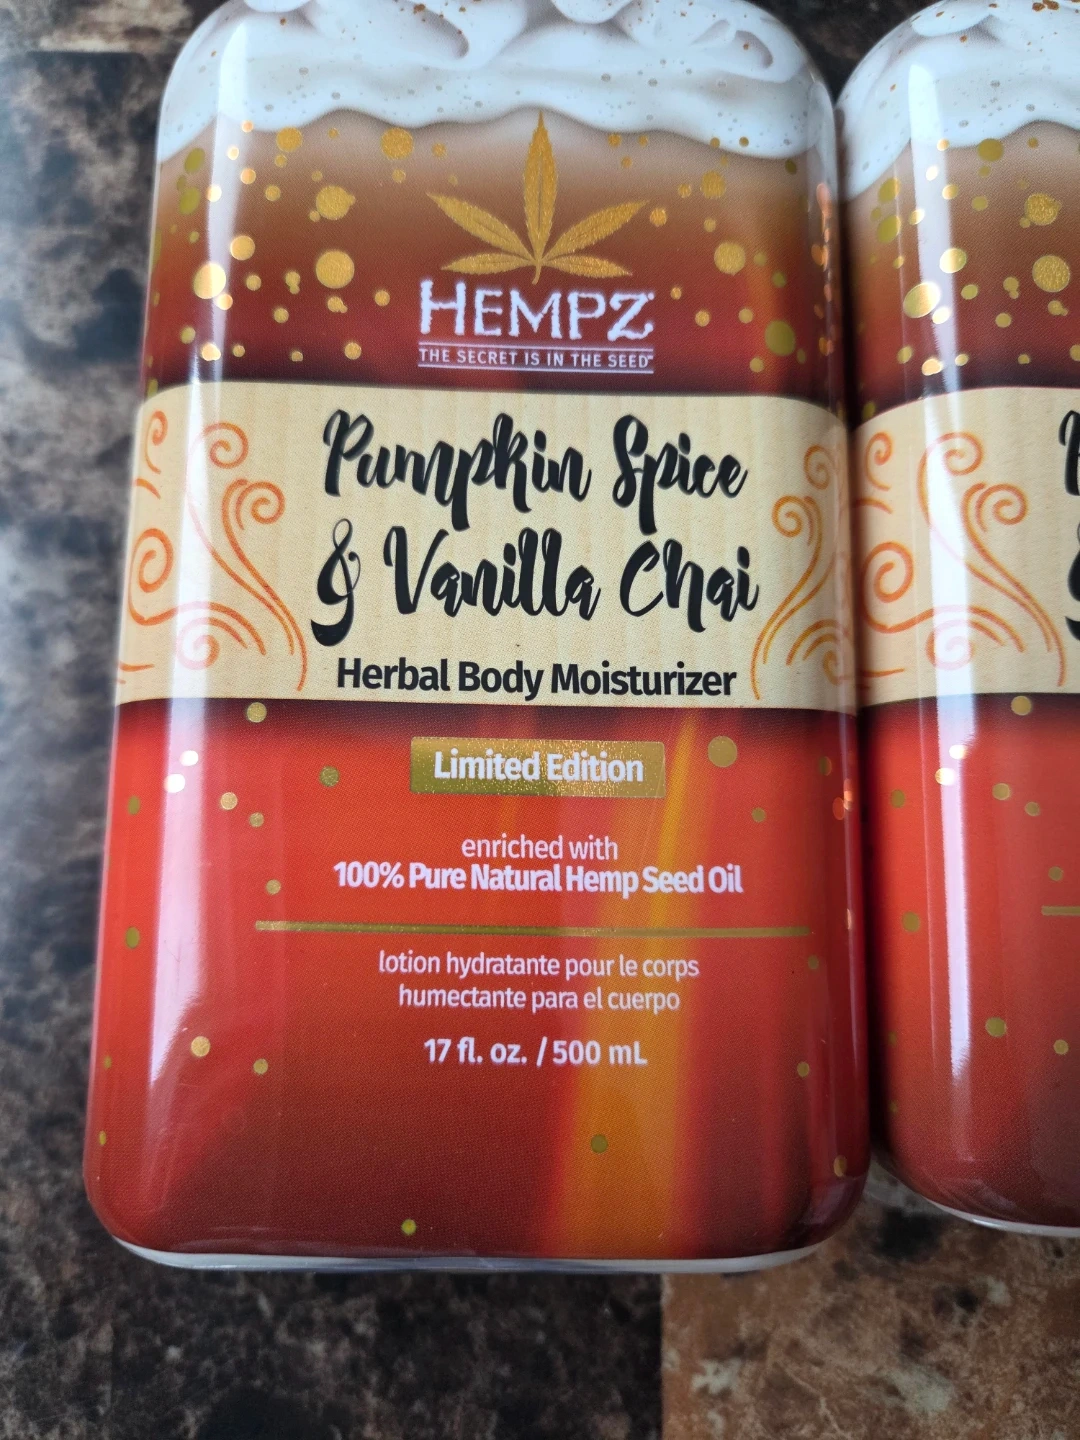 HEMPZ
THE SECRET IS IN THE SEED™
Pumpkin Spice
& Vanilla Chai
Herbal Body Moisturizer
Limited Edition
enriched with
100% Pure Natural Hemp Seed Oil
lotion hydratante pour le corps
humectante para el cuerpo
17 fl. oz. / 500 mL